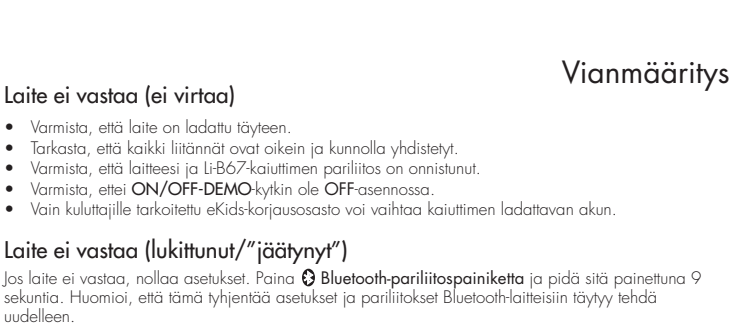 Vianmääritys
Laite ei vastaa (ei virtaa)
• Varmista, että laite on ladattu täyteen.
• Tarkasta, että kaikki liitännät ovat oikein ja kunnolla yhdistetyt.
• Varmista, että laitteesi ja Li-B67-kaiuttimen pariliitos on onnistunut.
• Varmista, ettei ON/OFF-DEMO-kytkin ole OFF-asennossa.
• Vain kuluttajille tarkoitettu eKids-korjausosasto voi vaihtaa kaiuttimen ladattavan akun.
Laite ei vastaa (lukittunut/”jäätynyt”)
Jos laite ei vastaa, nollaa asetukset. Paina Bluetooth-pariliitospainiketta ja pidä sitä painettuna 9
sekuntia. Huomioi, että tämä tyhjentää asetukset ja pariliitokset Bluetooth-laitteisiin täytyy tehdä
uudelleen.